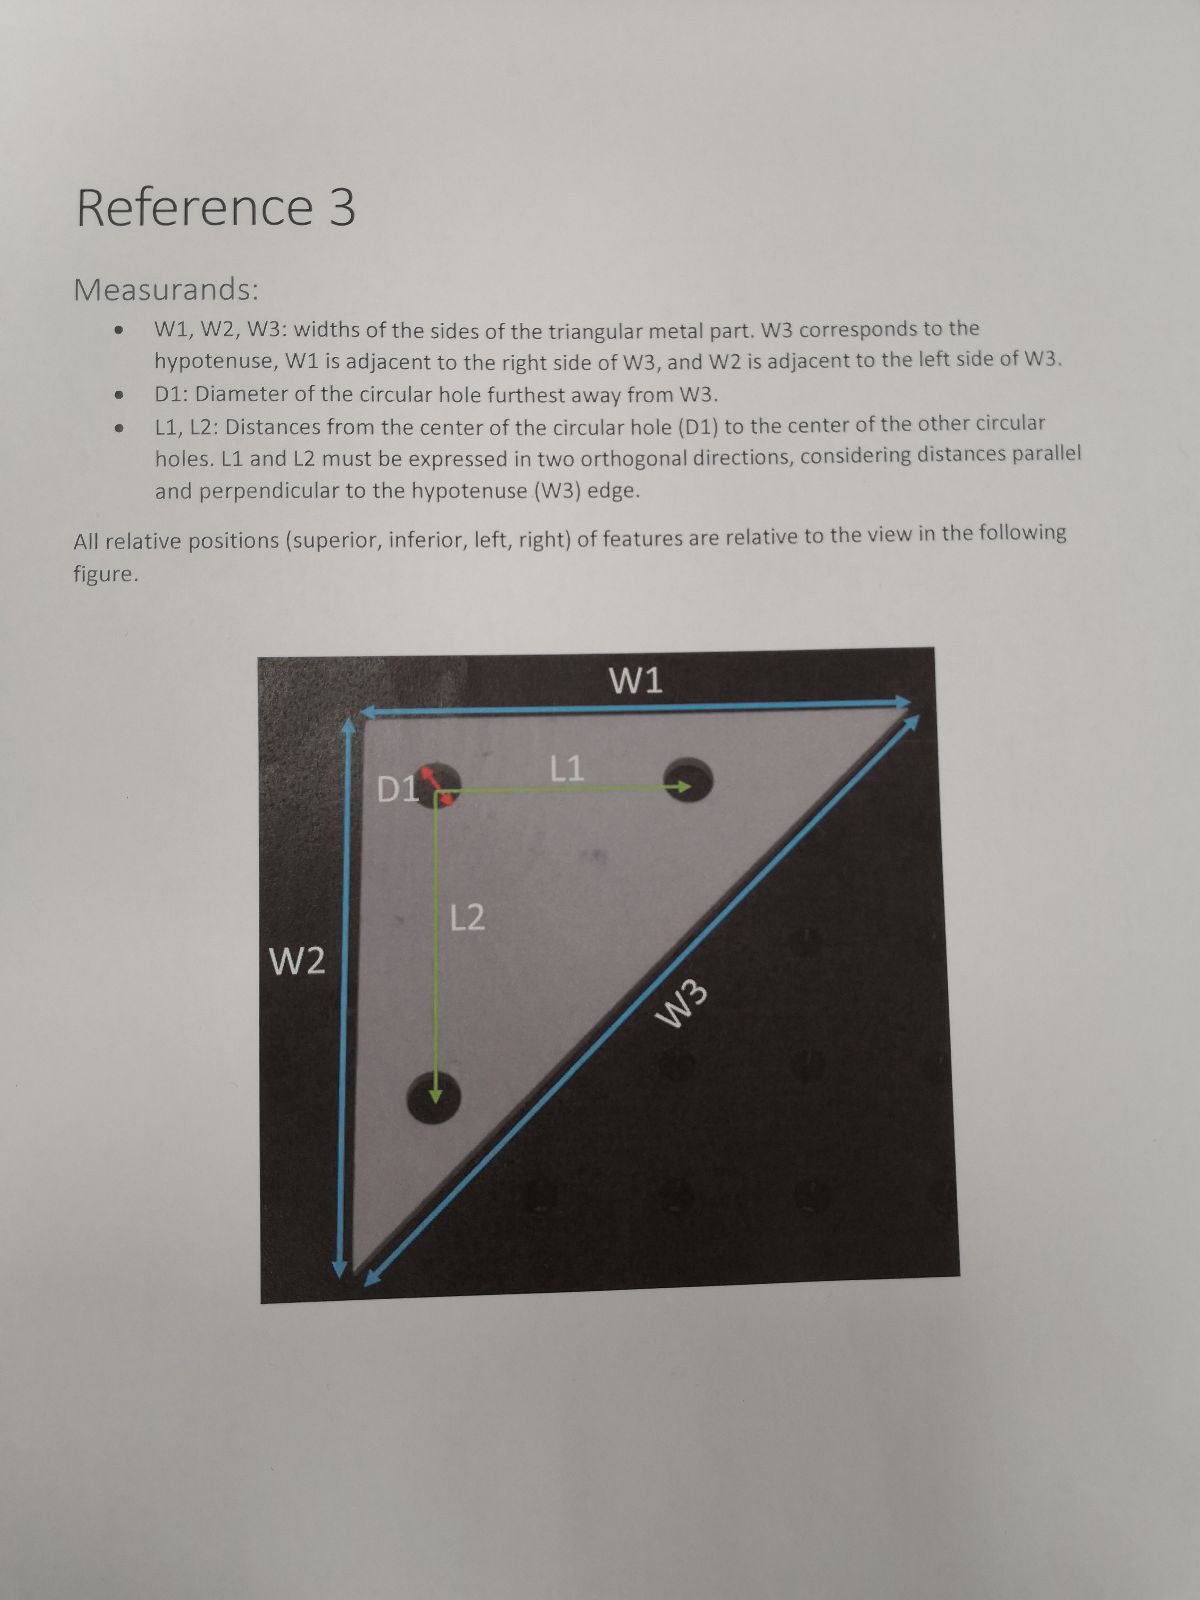 Reference 3
Measurands:
• W1, W2, W3: widths of the sides of the triangular metal part. W3 corresponds to the
hypotenuse, W1 is adjacent to the right side of W3, and W2 is adjacent to the left side of W3.
• D1: Diameter of the circular hole furthest away from W3.
• L1, L2: Distances from the center of the circular hole (D1) to the center of the other circular
holes. L1 and L2 must be expressed in two orthogonal directions, considering distances parallel
and perpendicular to the hypotenuse (W3) edge.
All relative positions (superior, inferior, left, right) of features are relative to the view in the following
figure.
W1
L1
D1
L2
W2
W3